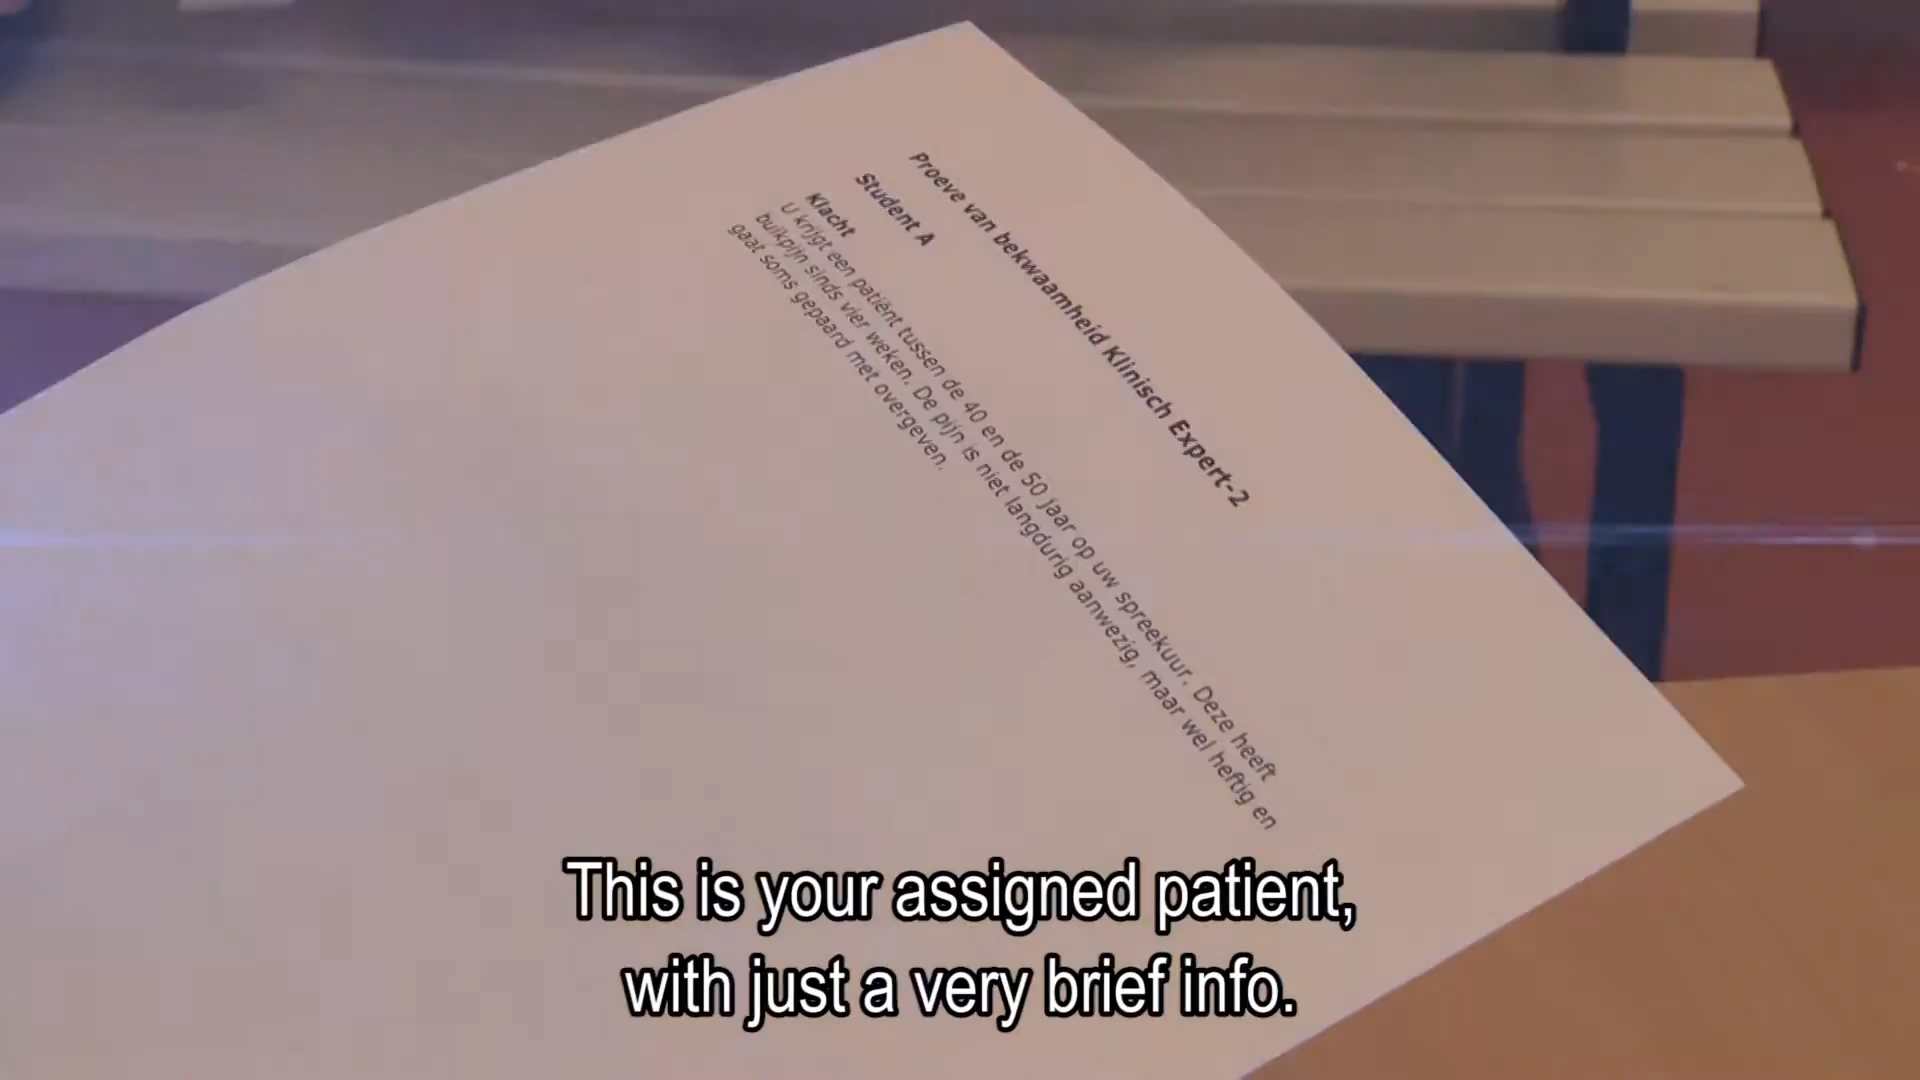 Proeve van bekwaamheid Klinisch Expert-2
Student A
Klacht
U krijgt een patiënt tussen de 40 en de 50 jaar op uw spreekuur. Deze heeft
buikpijn sinds vier weken. De pijn is niet langdurig aanwezig, maar wel heftig en
gaat soms gepaard met overgeven.
This is your assigned patient,
with just a very brief info.